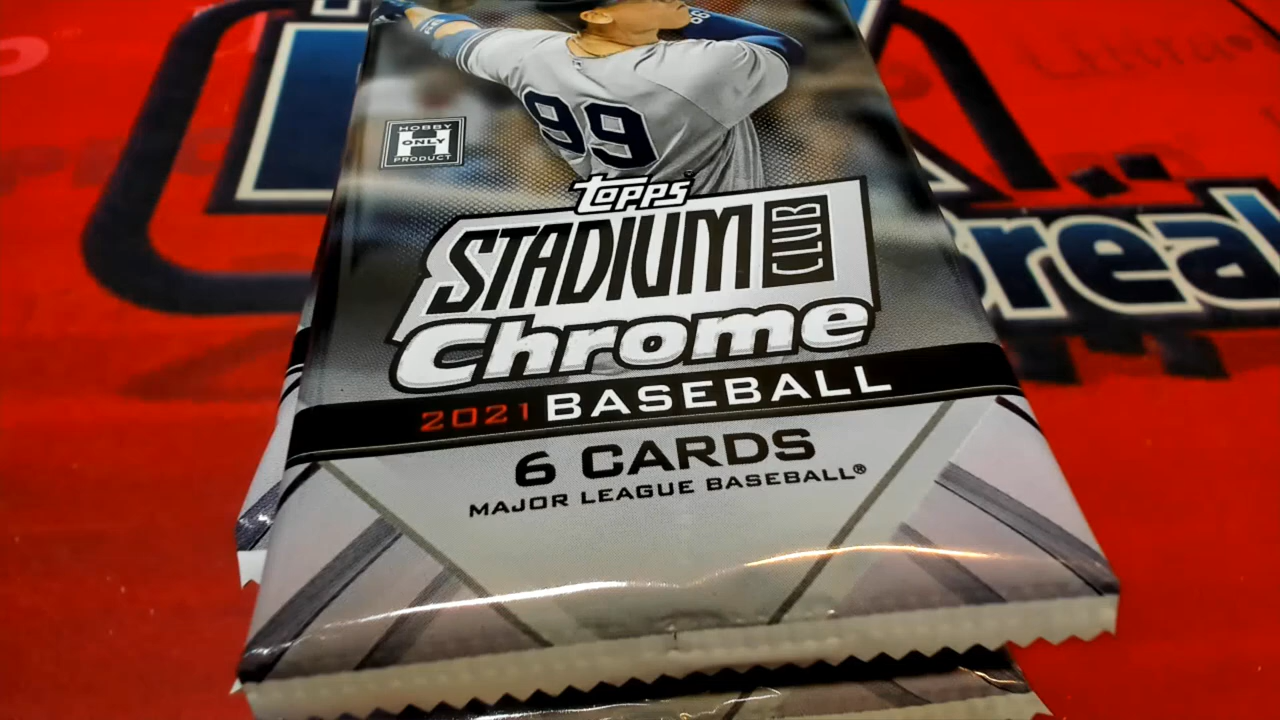 99
HOBBY
ONLY
PRODUCT
topps
STADIUM CLUB
Chrome
2021 BASEBALL
6 CARDS
MAJOR LEAGUE BASEBALL®